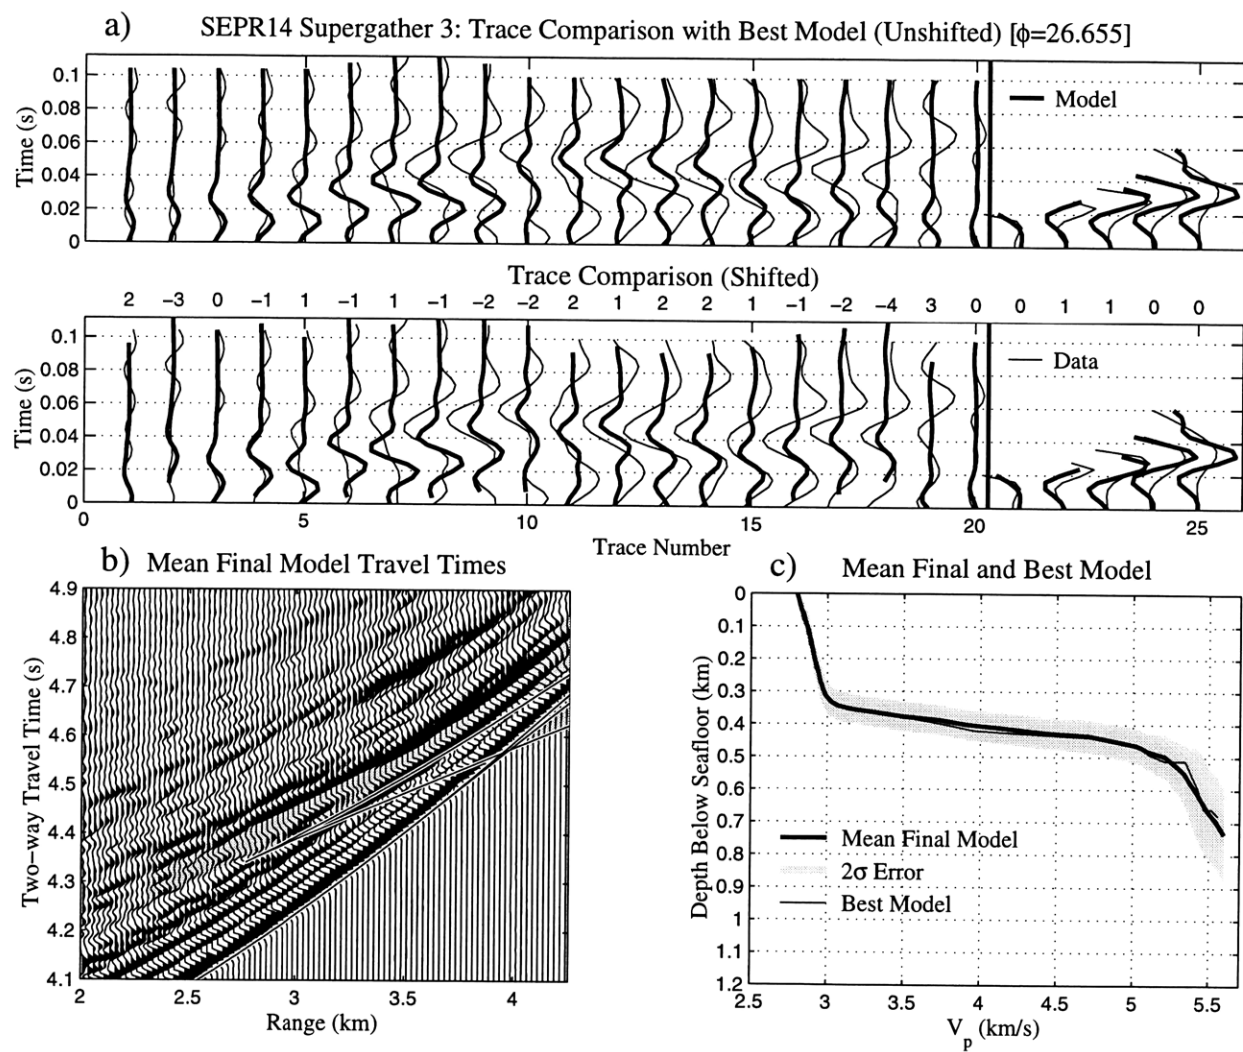 a) SEPR14 Supergather 3: Trace Comparison with Best Model (Unshifted) [ϕ=26.655]
0.1
0.08
0.06
0.04
0.02
0
Time (s)
Model
Trace Comparison (Shifted)
2 −3 0 −1 1 −1 1 −1 −2 −2 2 1 2 2 1 −1 −2 −4 3 0 0 1 1 0 0
0.1
0.08
0.06
0.04
0.02
0
Time (s)
Data
0 5 10 15 20 25
Trace Number
b) Mean Final Model Travel Times
4.9
4.8
4.7
4.6
4.5
4.4
4.3
4.2
4.1
Two−way Travel Time (s)
2 2.5 3 3.5 4
Range (km)
c) Mean Final and Best Model
0
0.1
0.2
0.3
0.4
0.5
0.6
0.7
0.8
0.9
1
1.1
1.2
Depth Below Seafloor (km)
Mean Final Model
2σ Error
Best Model
2.5 3 3.5 4 4.5 5 5.5
V_p (km/s)